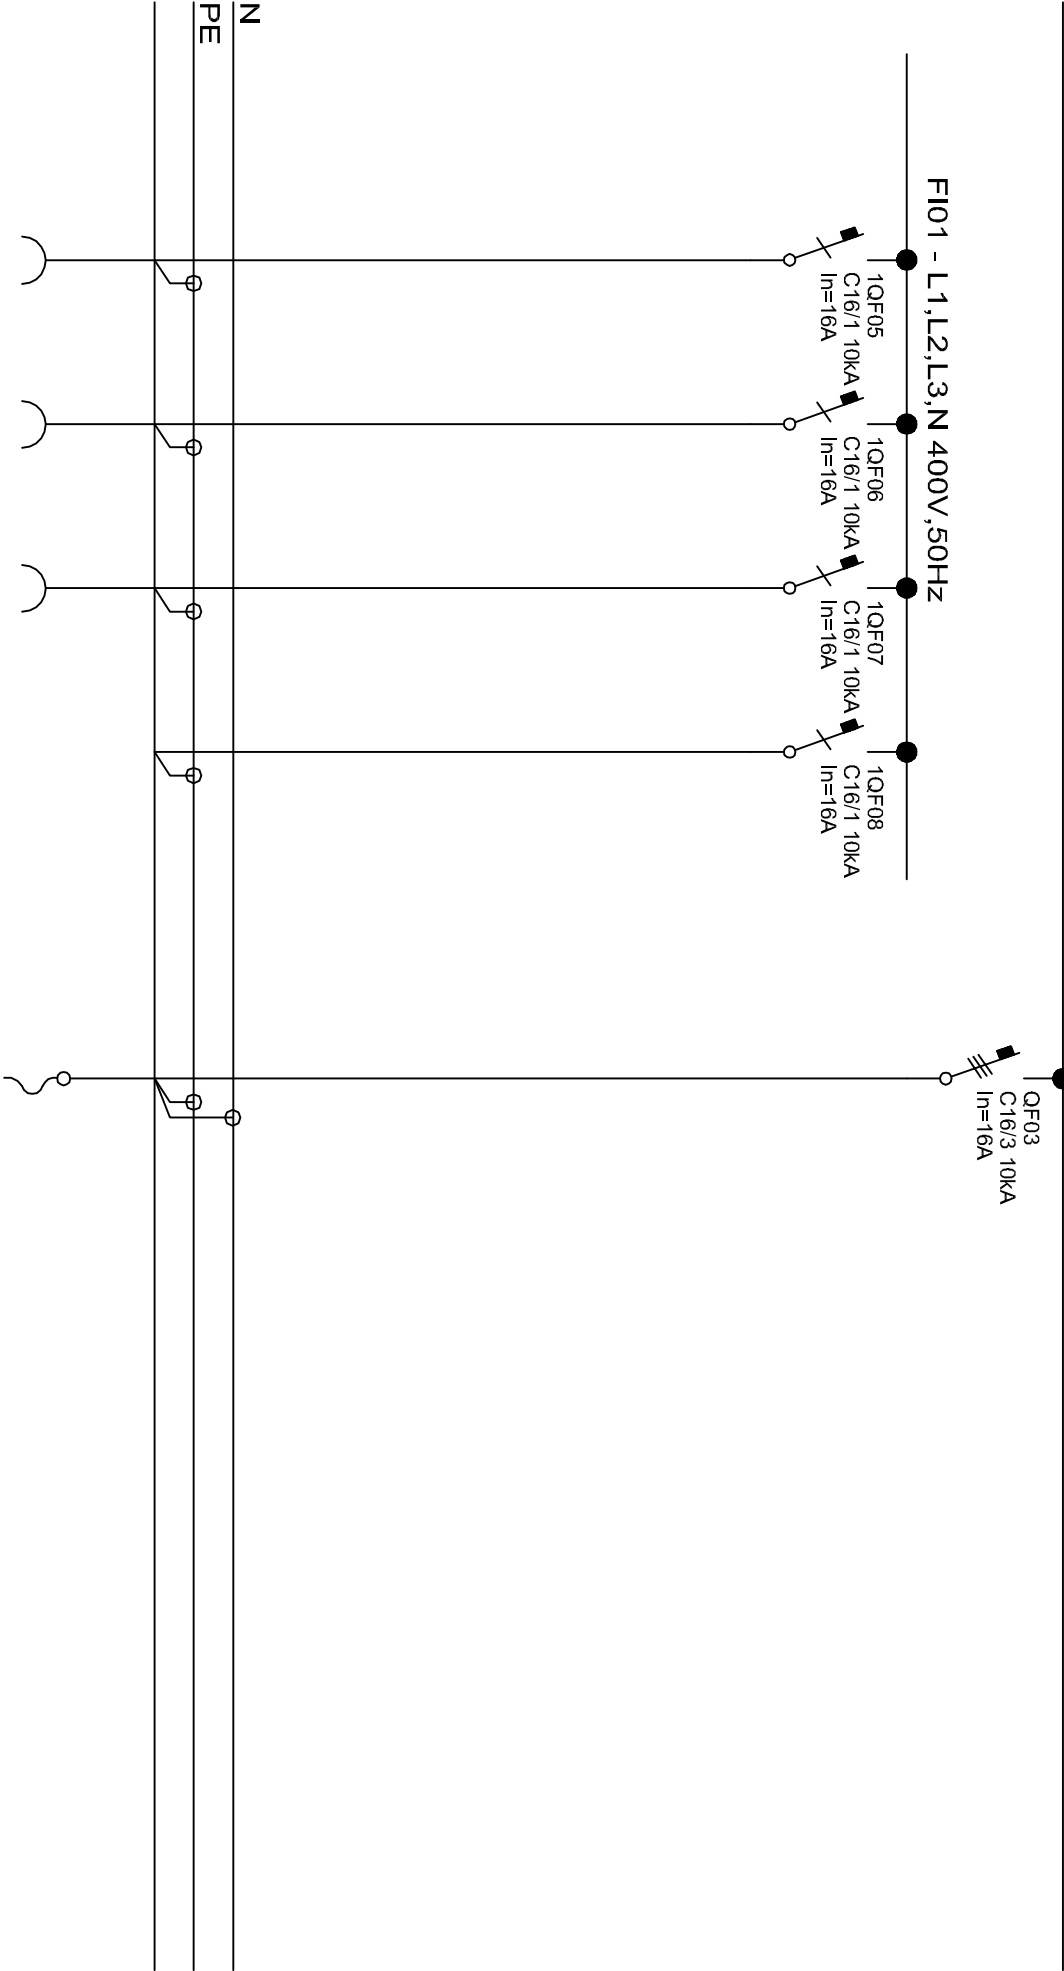 FI01 - L1,L2,L3,N 400V,50Hz
1QF05
C16/1 10kA
In=16A
1QF06
C16/1 10kA
In=16A
1QF07
C16/1 10kA
In=16A
1QF08
C16/1 10kA
In=16A
QF03
C16/3 10kA
In=16A
N
PE